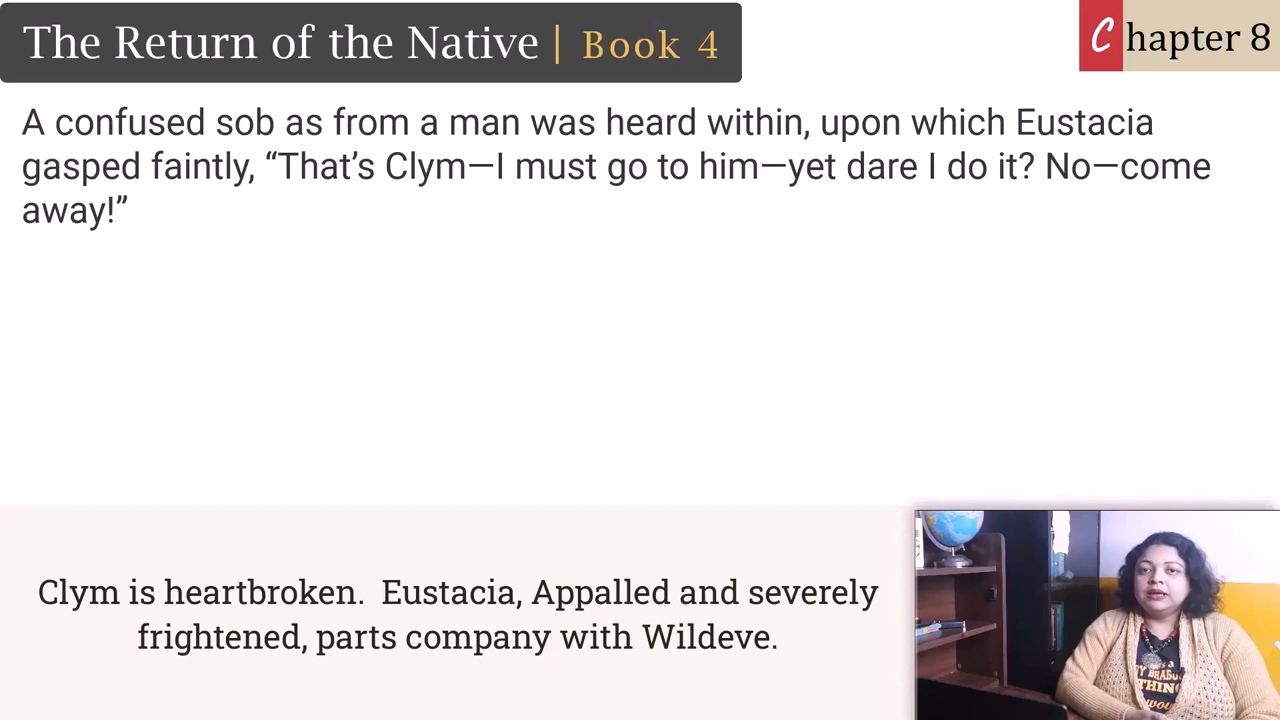 The Return of the Native | Book 4
Chapter 8
A confused sob as from a man was heard within, upon which Eustacia
gasped faintly, “That’s Clym—I must go to him—yet dare I do it? No—come
away!”
Clym is heartbroken. Eustacia, Appalled and severely
frightened, parts company with Wildeve.
THING